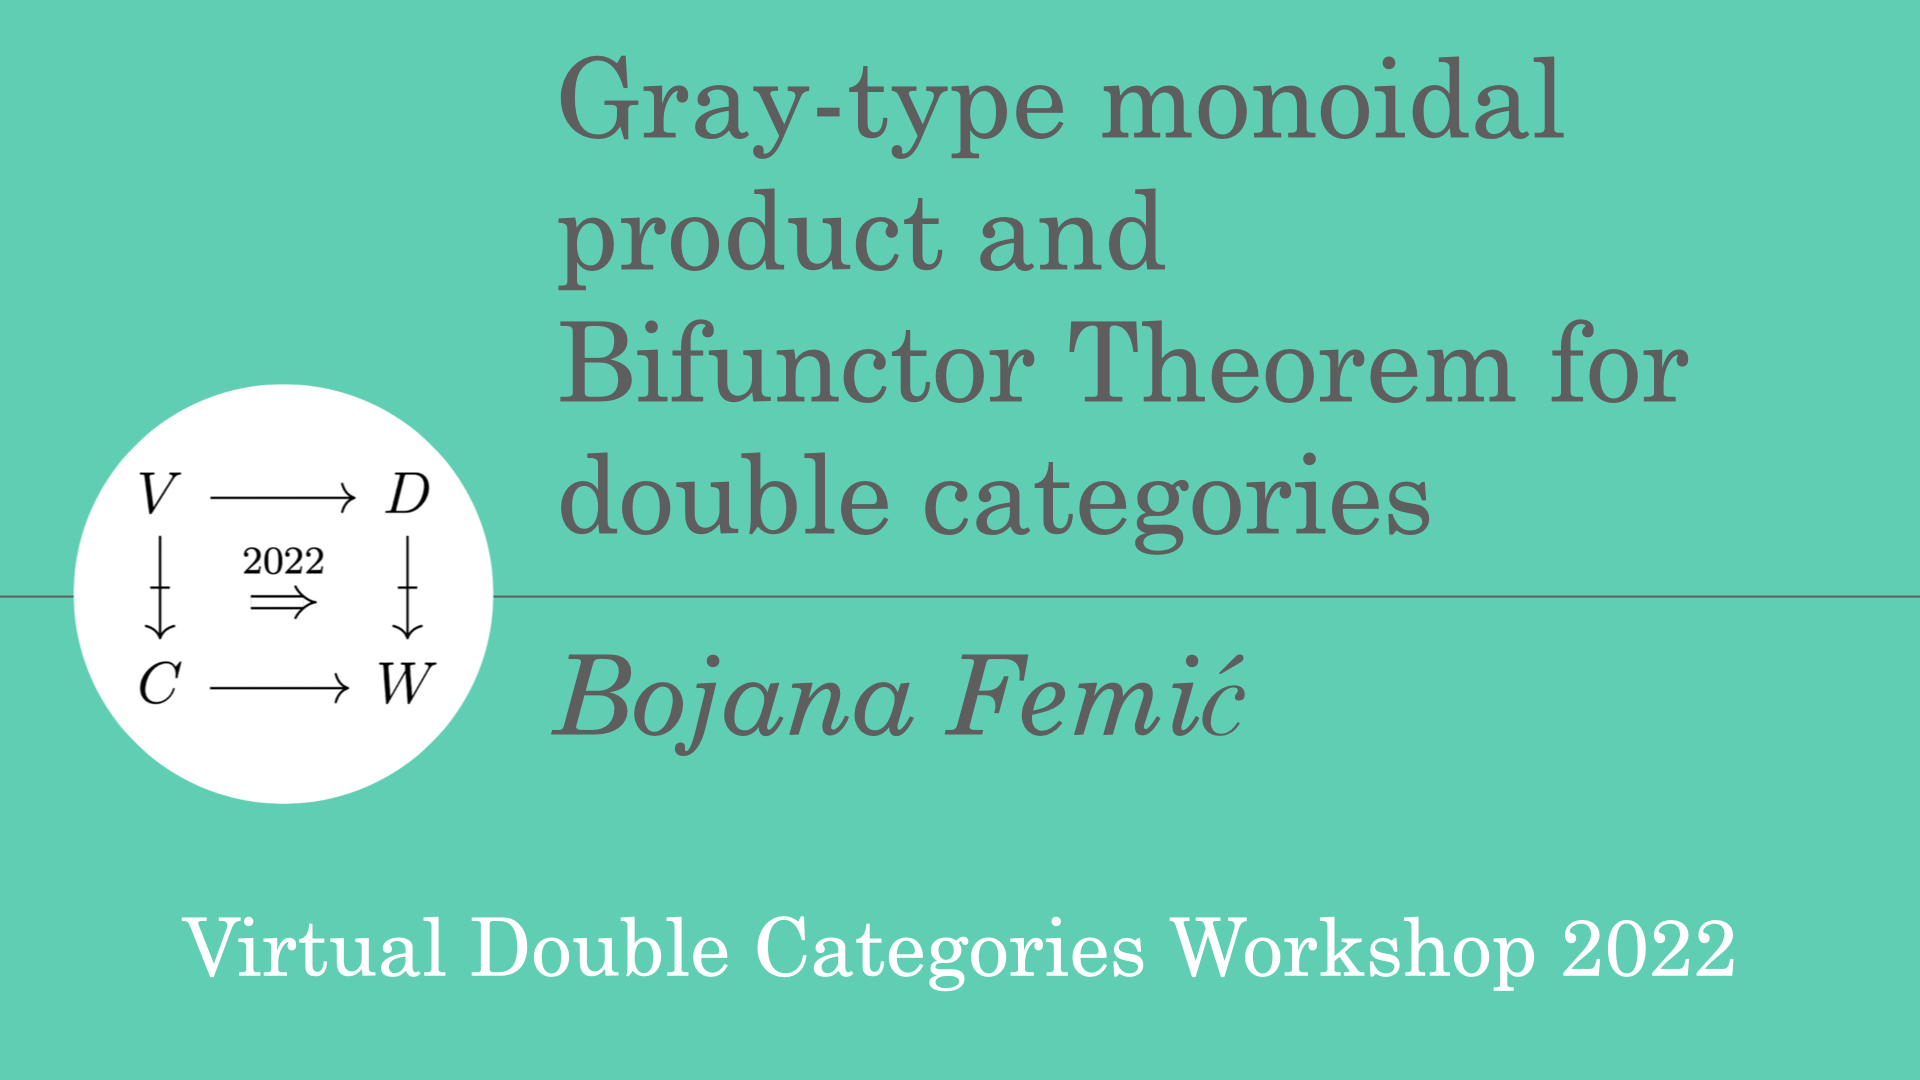 Gray-type monoidal
product and
Bifunctor Theorem for
double categories
V D
2022
C W
Bojana Femić
Virtual Double Categories Workshop 2022